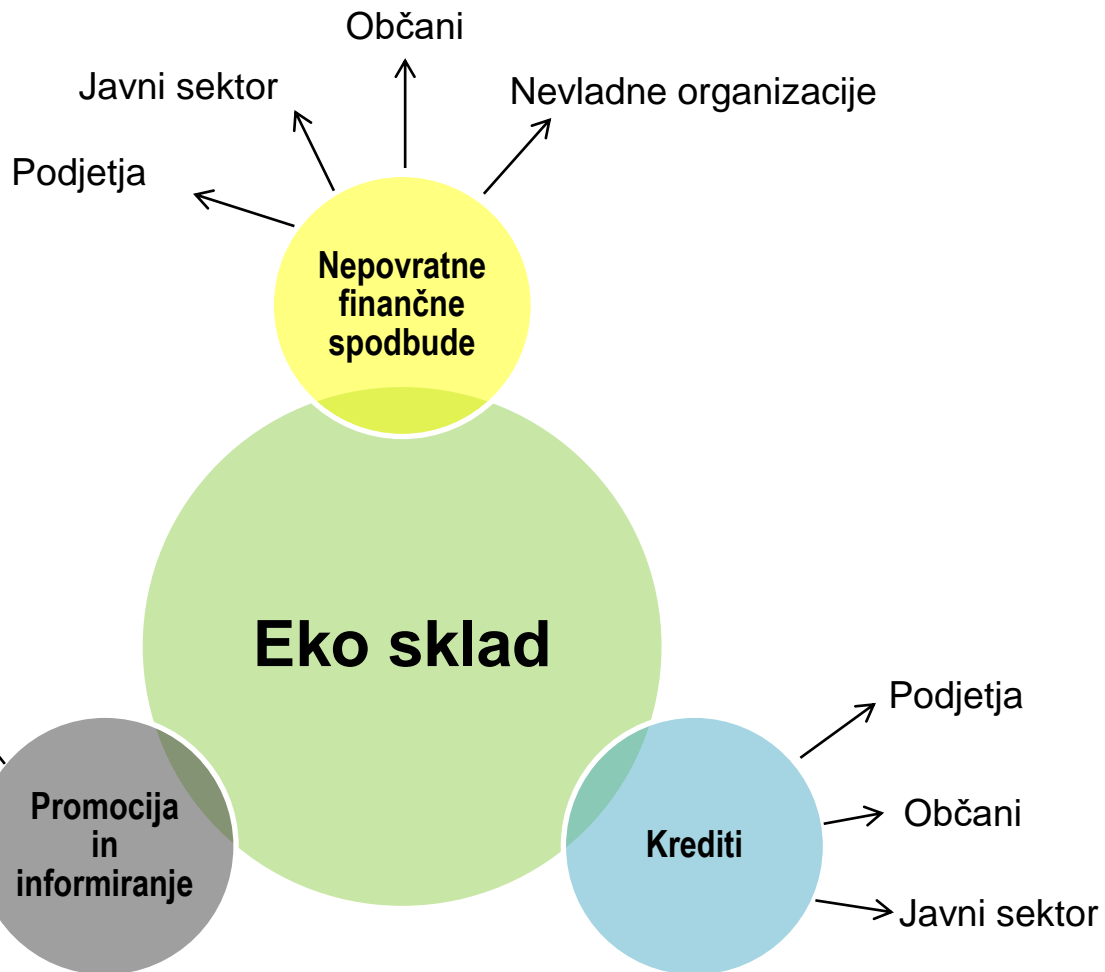 Občani
Javni sektor
Nevladne organizacije
Podjetja
Nepovratne
finančne
spodbude
Eko sklad
Podjetja
Promocija
in
informiranje
Krediti
Občani
Javni sektor